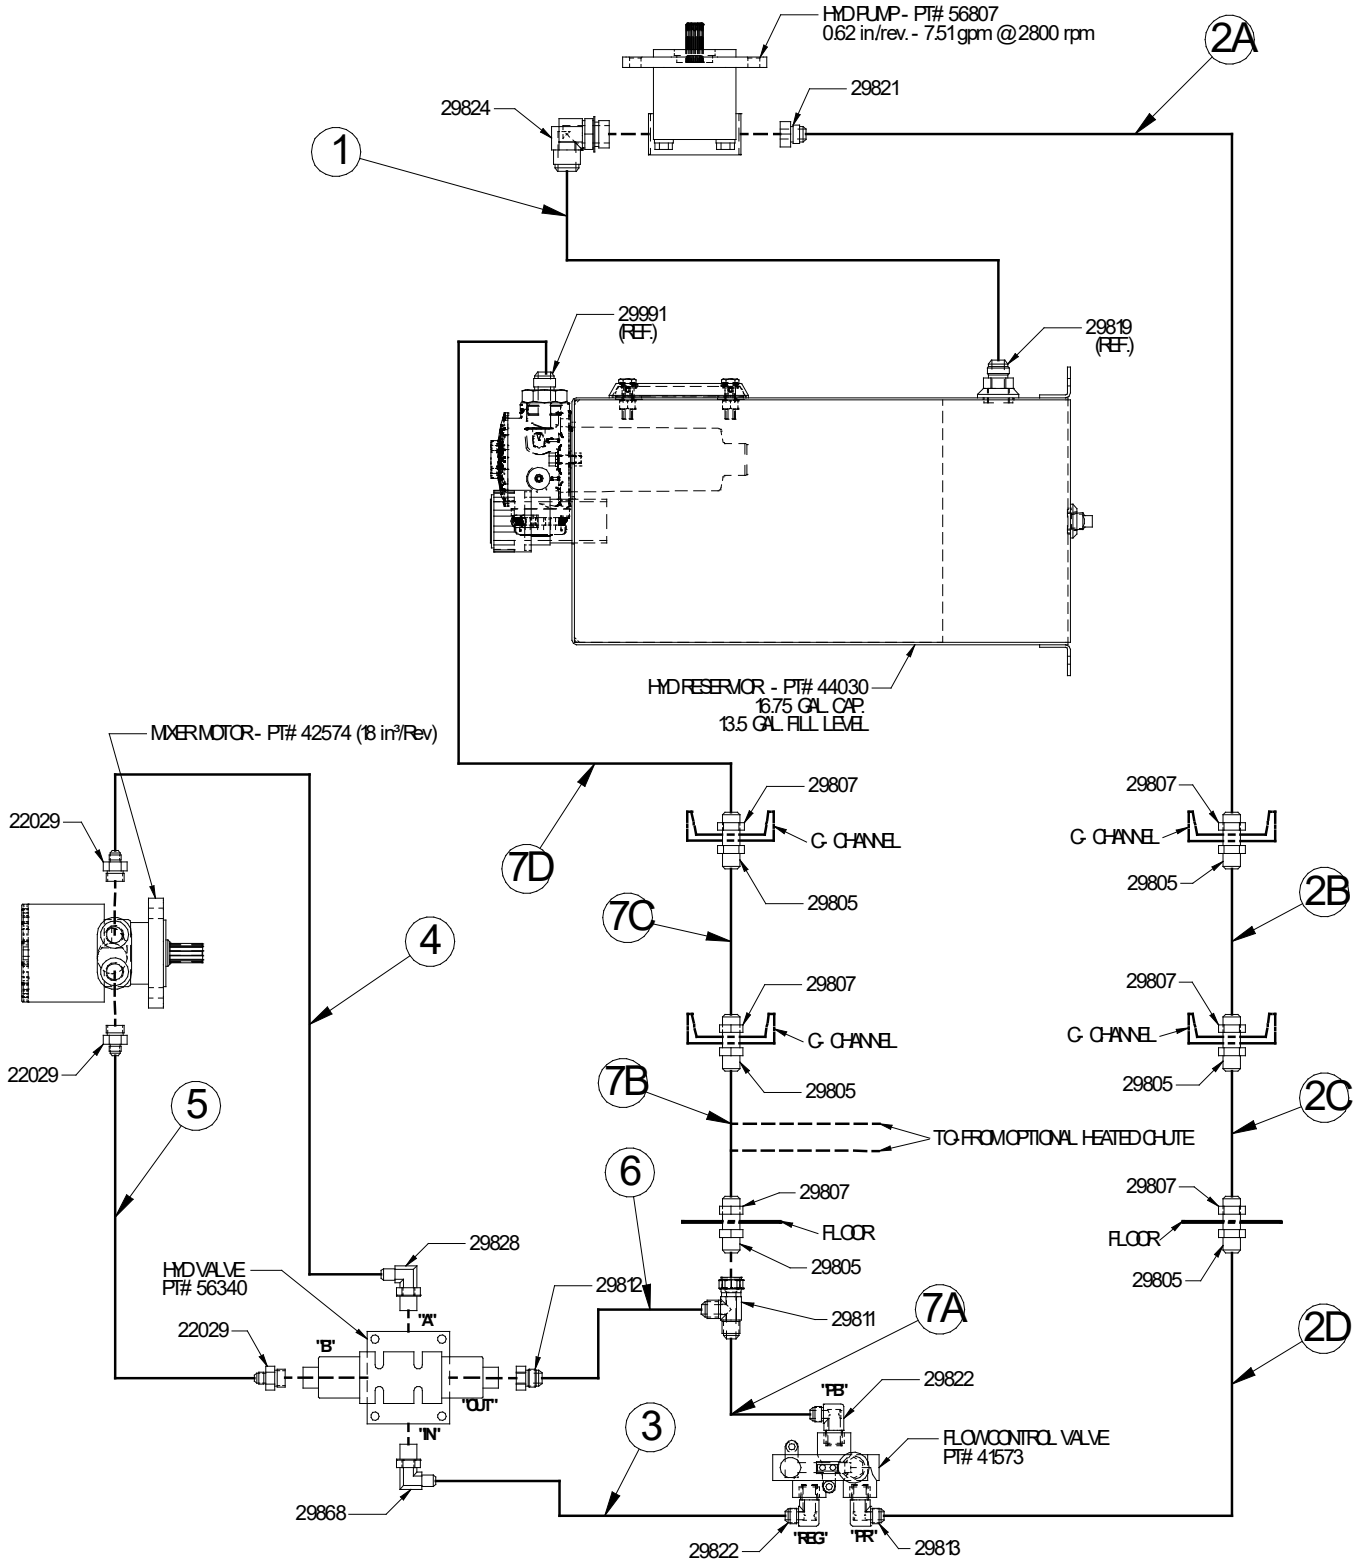 HYD PUMP - PT# 56807
0.62 in/rev. - 7.51 gpm @ 2800 rpm
2A
29821
29824
1
29991
(REF.)
29819
(REF.)
HYD RESERVIOR - PT# 44030
16.75 GAL. CAP.
13.5 GAL. FILL LEVEL
MIXER MOTOR - PT# 42574 (18 in³/Rev)
22029
29807
29807
C- CHANNEL
C- CHANNEL
7D
29805
29805
2B
7C
4
29807
29807
C- CHANNEL
C- CHANNEL
22029
29805
29805
7B
5
2C
TO-FROM OPTIONAL HEATED CHUTE
6
29807
29807
FLOOR
FLOOR
29828
29805
29805
HYD VALVE
PT# 56340
29812
"A"
29811
7A
2D
22029
"B"
"OUT"
29822
"PB"
"IN"
3
FLOW CONTROL VALVE
PT# 41573
29868
"REG"
"PR"
29822
29813